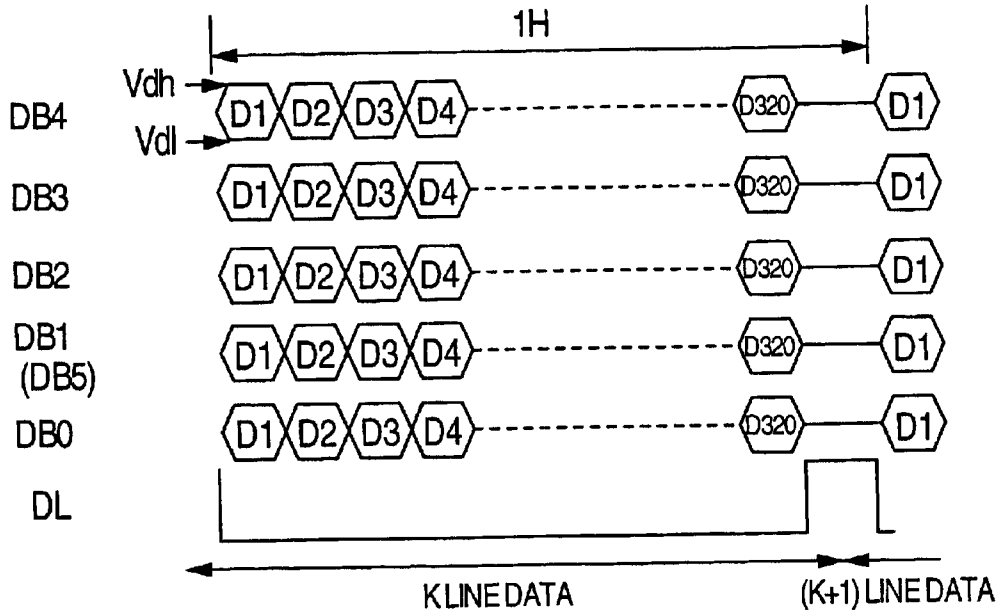 1H
Vdh
DB4 D1 D2 D3 D4 D320 D1
Vdl
DB3 D1 D2 D3 D4 D320 D1
DB2 D1 D2 D3 D4 D320 D1
DB1 D1 D2 D3 D4 D320 D1
(DB5)
DB0 D1 D2 D3 D4 D320 D1
DL
K LINE DATA (K+1) LINE DATA